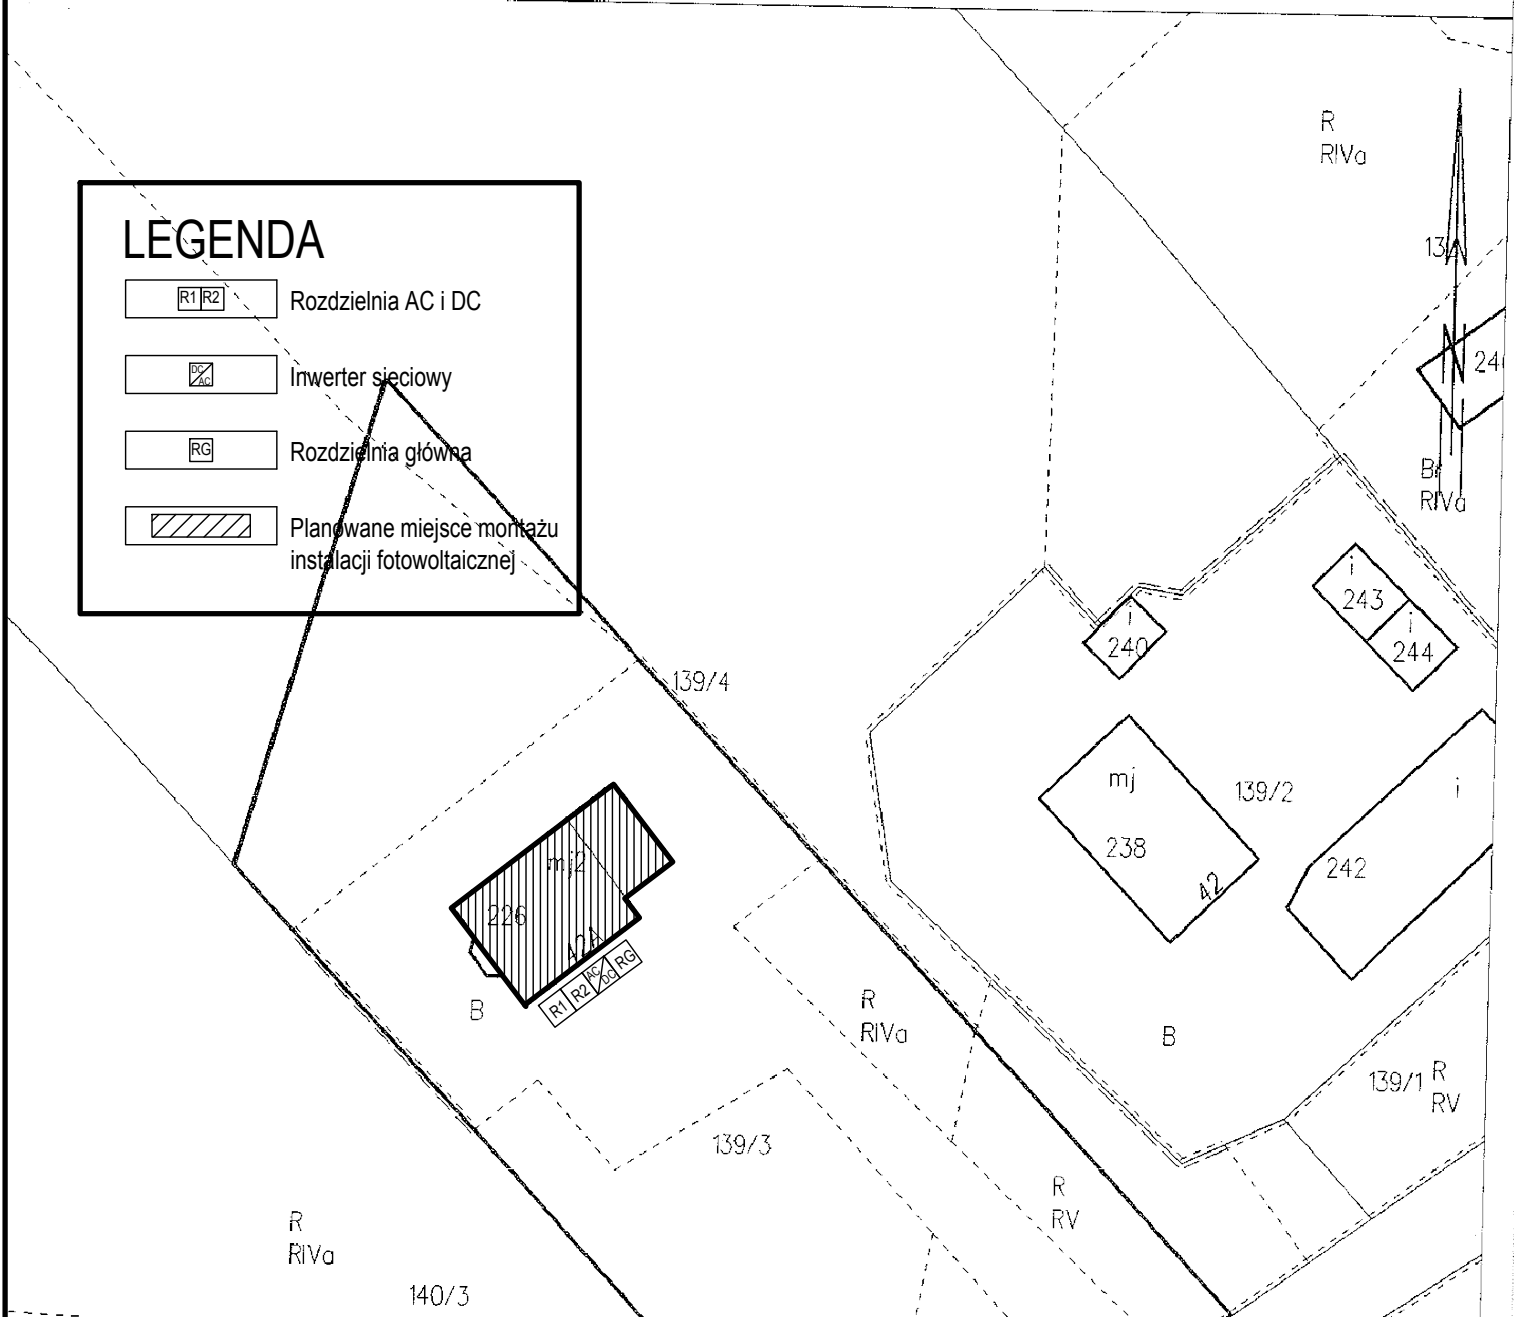 LEGENDA
R1 R2 Rozdzielnia AC i DC
DC AC Inwerter sieciowy
RG Rozdzielnia główna
Planowane miejsce montażu
instalacji fotowoltaicznej
R
RIVa
N
RIVa
i
243
i
244
i
240
139/4
mj
238
42
139/2
i
242
mj2
226
42A
R1 R2 AC DC RG
B
R
RIVa
B
139/1
R
RV
139/3
R
RV
R
RIVa
140/3